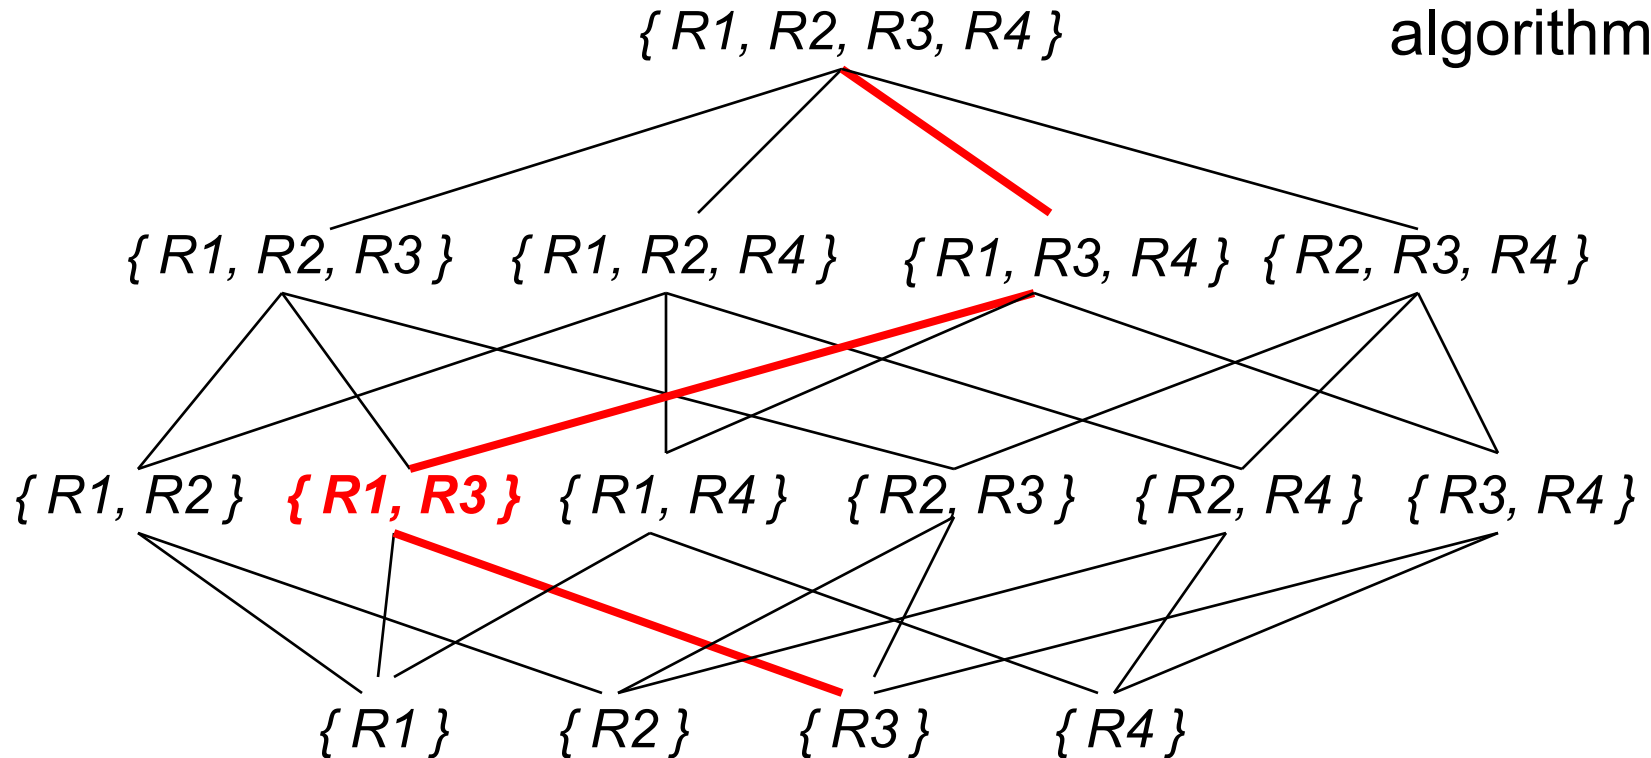 { R1, R2, R3, R4 } algorithm
{ R1, R2, R3 } { R1, R2, R4 } { R1, R3, R4 } { R2, R3, R4 }
{ R1, R2 } { R1, R3 } { R1, R4 } { R2, R3 } { R2, R4 } { R3, R4 }
{ R1 } { R2 } { R3 } { R4 }